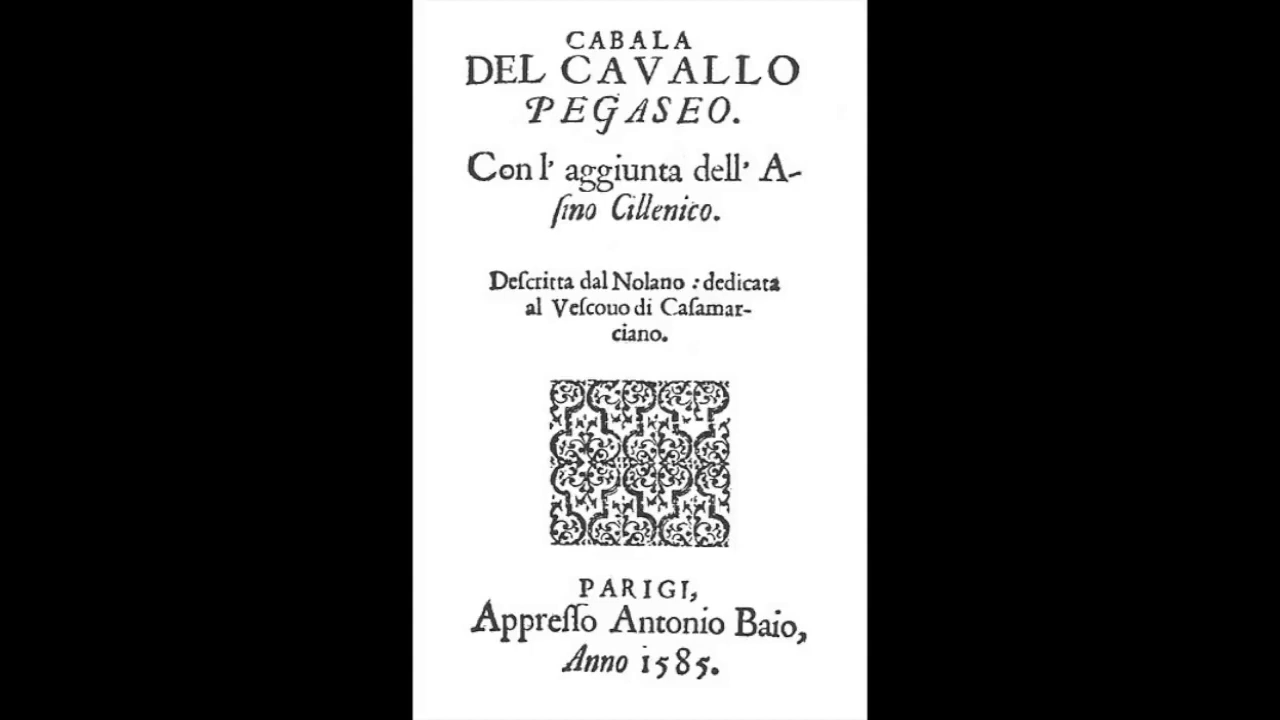 CABALA
DEL CAVALLO
PEGASEO.
Con l' aggiunta dell' A-
ſino Cillenico.
Deſcritta dal Nolano : dedicata
al Veſcouo di Caſamar-
ciano.
PARIGI,
Appreſſo Antonio Baio,
Anno 1585.